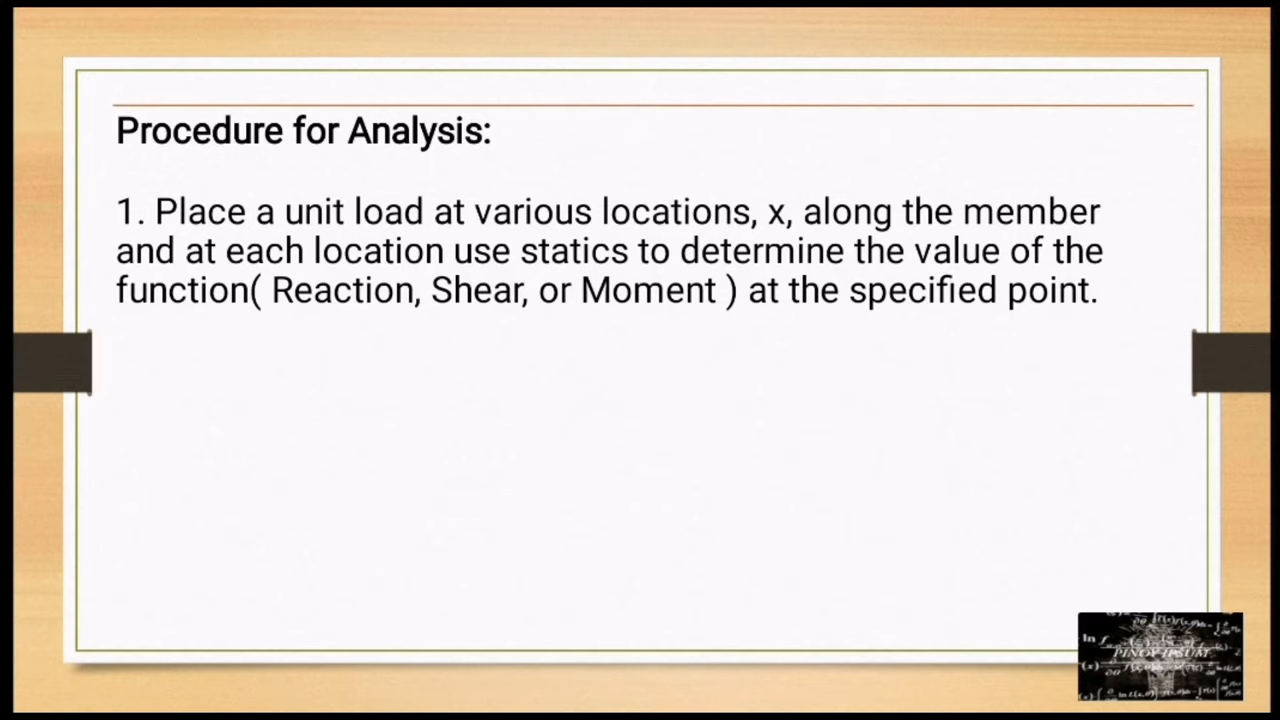 Procedure for Analysis:
1. Place a unit load at various locations, x, along the member
and at each location use statics to determine the value of the
function( Reaction, Shear, or Moment ) at the specified point.
PINOY IPSUM